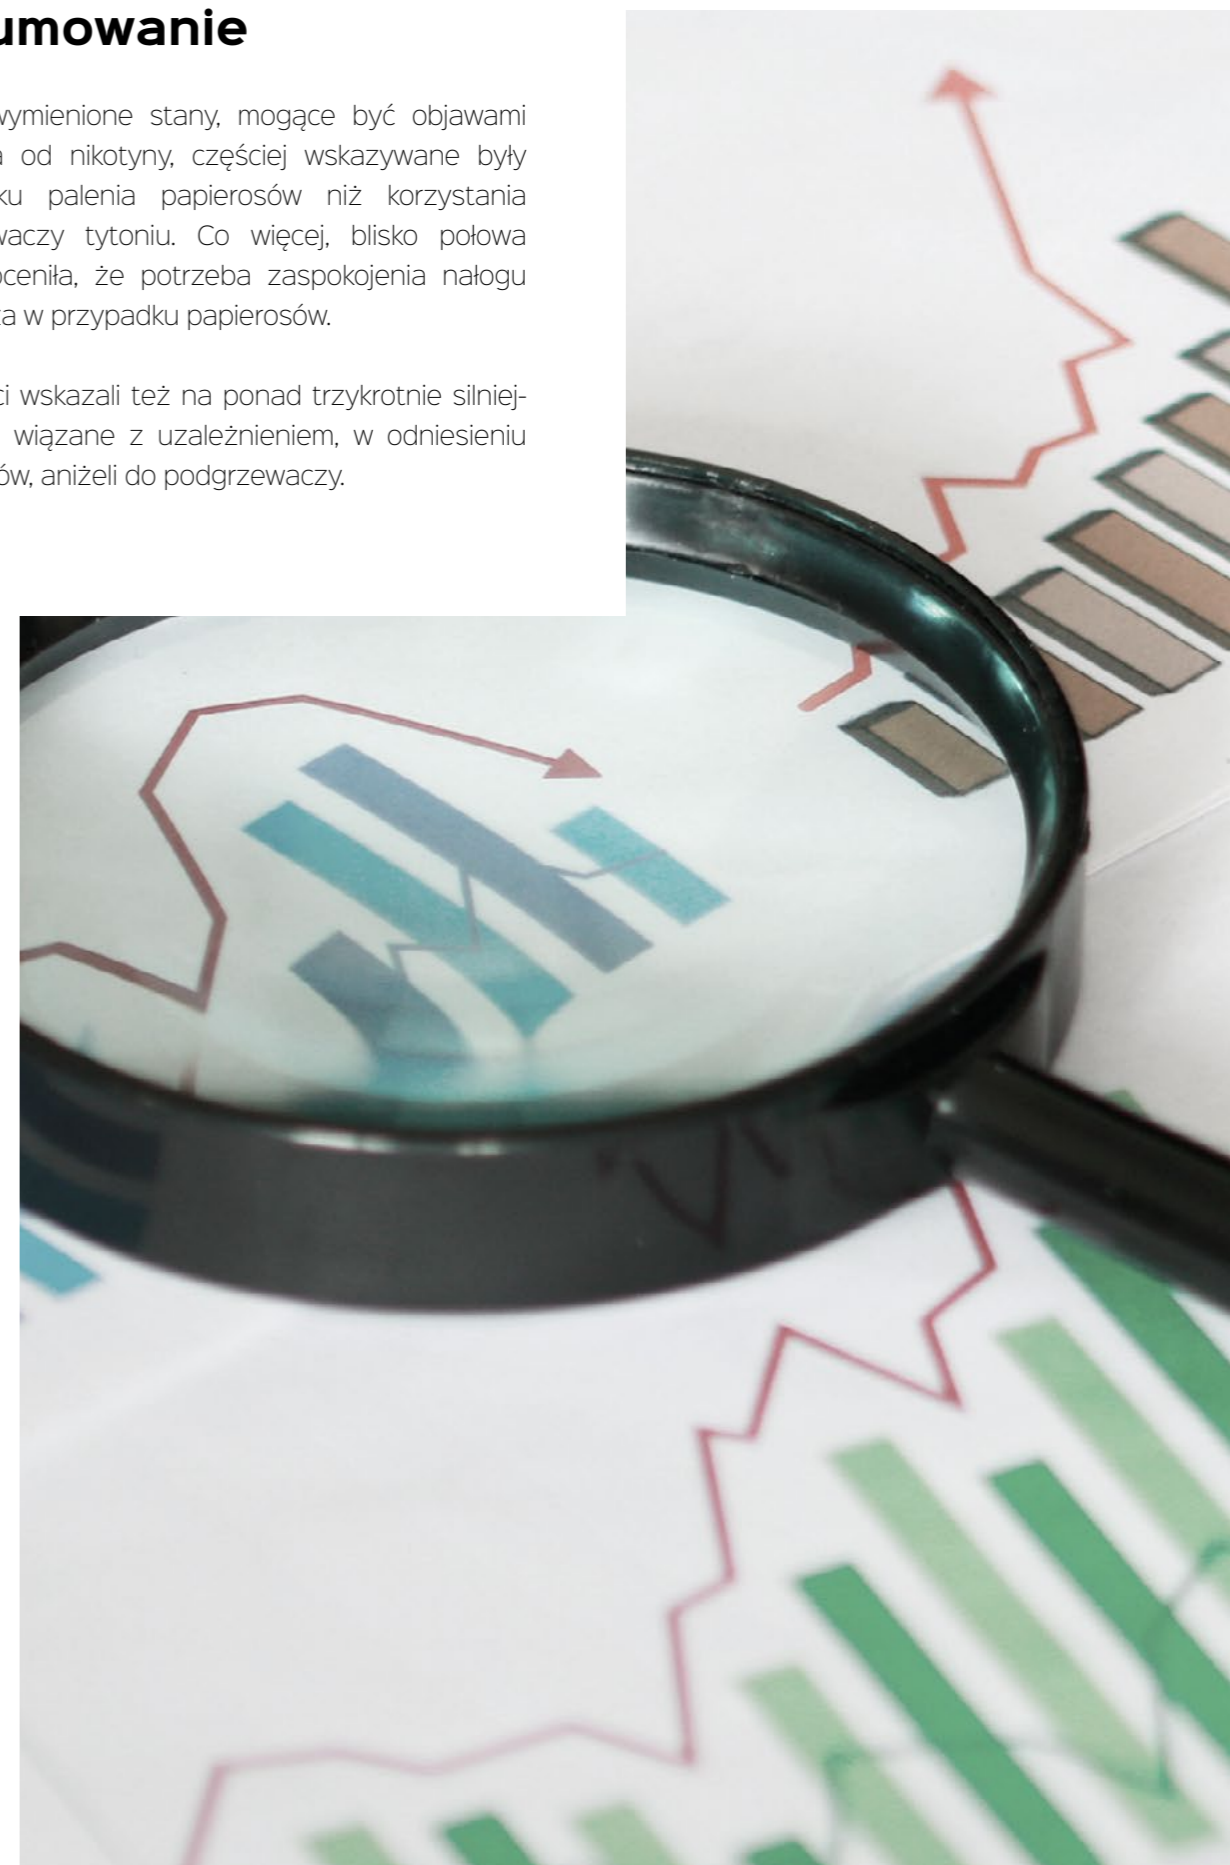 umowanie
wymienione stany, mogące być objawami
a od nikotyny, częściej wskazywane były
ku palenia papierosów niż korzystania
waczy tytoniu. Co więcej, blisko połowa
oceniła, że potrzeba zaspokojenia nałogu
za w przypadku papierosów.
ci wskazali też na ponad trzykrotnie silniej-
wiązane z uzależnieniem, w odniesieniu
ów, aniżeli do podgrzewaczy.